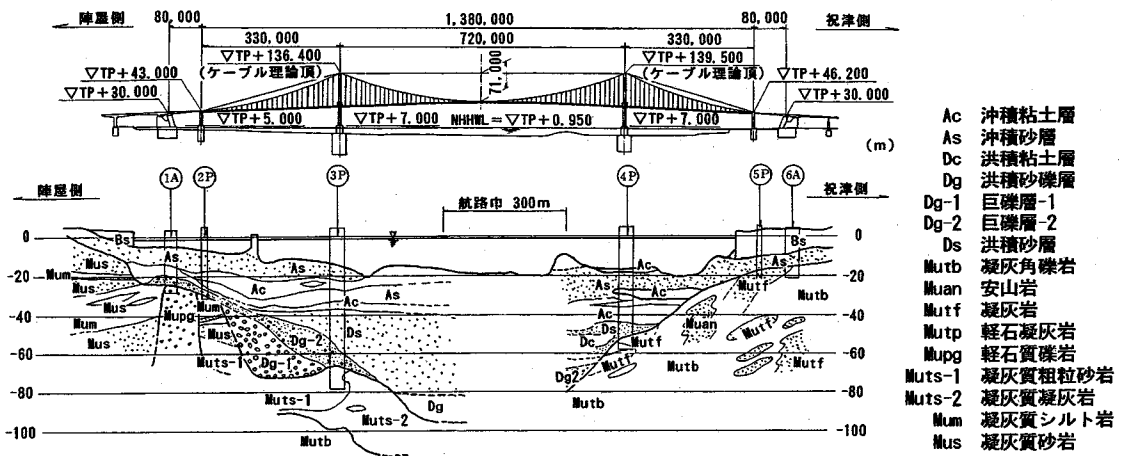 陣屋側 80,000 1,380,000 80,000 祝津側
330,000 720,000 330,000
▽TP+136.400 ▽TP+139.500
(ケーブル理論頂) 71,000 (ケーブル理論頂)
▽TP+43.000 ▽TP+46.200
▽TP+30.000 ▽TP+30.000
▽TP+5.000 ▽TP+7.000 NHHWL=▽TP+0.950 ▽TP+7.000
(m)
陣屋側 1A 2P 3P 4P 5P 6A 祝津側
航路巾 300m
0 Bs Bs 0
Mus As As Ac As
-20 Mum Mus Ac As As Ac Mutf Mutb -20
-40 Mus Mupg Mum Ac Ac Muan Mutf -40
Mum Mus Ds Ds Mutf Mutf
Mus Dg-2 Dc
-60 Muts-1 Dg-1 Mutf Mutb -60
Dg2
-80 Muts-1 Dg Mutb -80
Muts-2
-100 Mutb -100
Ac 沖積粘土層
As 沖積砂層
Dc 洪積粘土層
Dg 洪積砂礫層
Dg-1 巨礫層-1
Dg-2 巨礫層-2
Ds 洪積砂層
Mutb 凝灰角礫岩
Muan 安山岩
Mutf 凝灰岩
Mutp 軽石凝灰岩
Mupg 軽石質礫岩
Muts-1 凝灰質粗粒砂岩
Muts-2 凝灰質凝灰岩
Mum 凝灰質シルト岩
Mus 凝灰質砂岩